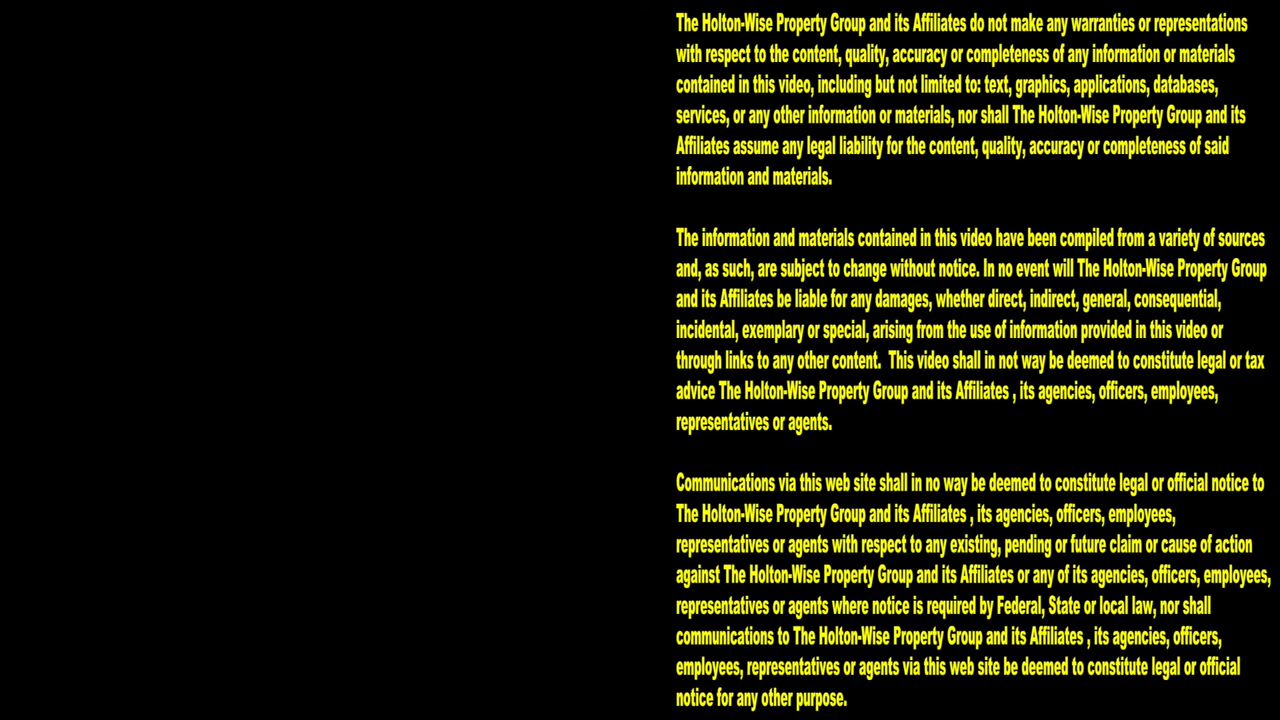 The Holton-Wise Property Group and its Affiliates do not make any warranties or representations
with respect to the content, quality, accuracy or completeness of any information or materials
contained in this video, including but not limited to: text, graphics, applications, databases,
services, or any other information or materials, nor shall The Holton-Wise Property Group and its
Affiliates assume any legal liability for the content, quality, accuracy or completeness of said
information and materials.
The information and materials contained in this video have been compiled from a variety of sources
and, as such, are subject to change without notice. In no event will The Holton-Wise Property Group
and its Affiliates be liable for any damages, whether direct, indirect, general, consequential,
incidental, exemplary or special, arising from the use of information provided in this video or
through links to any other content.  This video shall in not way be deemed to constitute legal or tax
advice The Holton-Wise Property Group and its Affiliates , its agencies, officers, employees,
representatives or agents.
Communications via this web site shall in no way be deemed to constitute legal or official notice to
The Holton-Wise Property Group and its Affiliates , its agencies, officers, employees,
representatives or agents with respect to any existing, pending or future claim or cause of action
against The Holton-Wise Property Group and its Affiliates or any of its agencies, officers, employees,
representatives or agents where notice is required by Federal, State or local law, nor shall
communications to The Holton-Wise Property Group and its Affiliates , its agencies, officers,
employees, representatives or agents via this web site be deemed to constitute legal or official
notice for any other purpose.